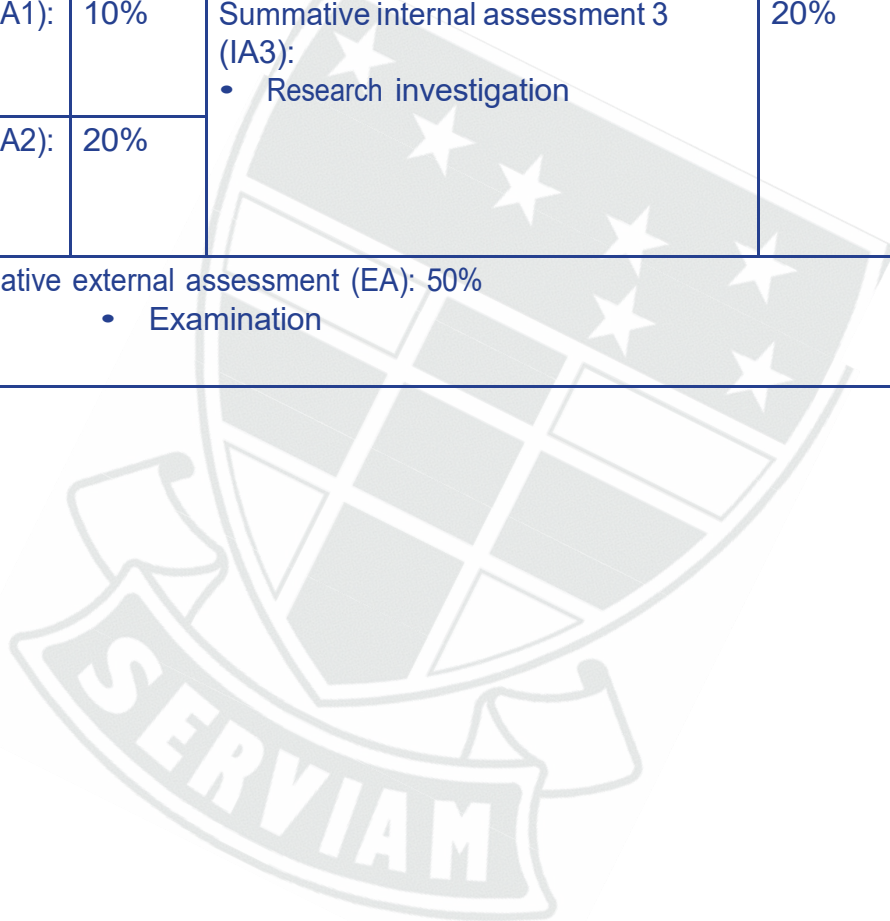 A1):
10%
Summative internal assessment 3
20%
(IA3):
• Research investigation
A2):
20%
ative external assessment (EA): 50%
• Examination
SERVIAM